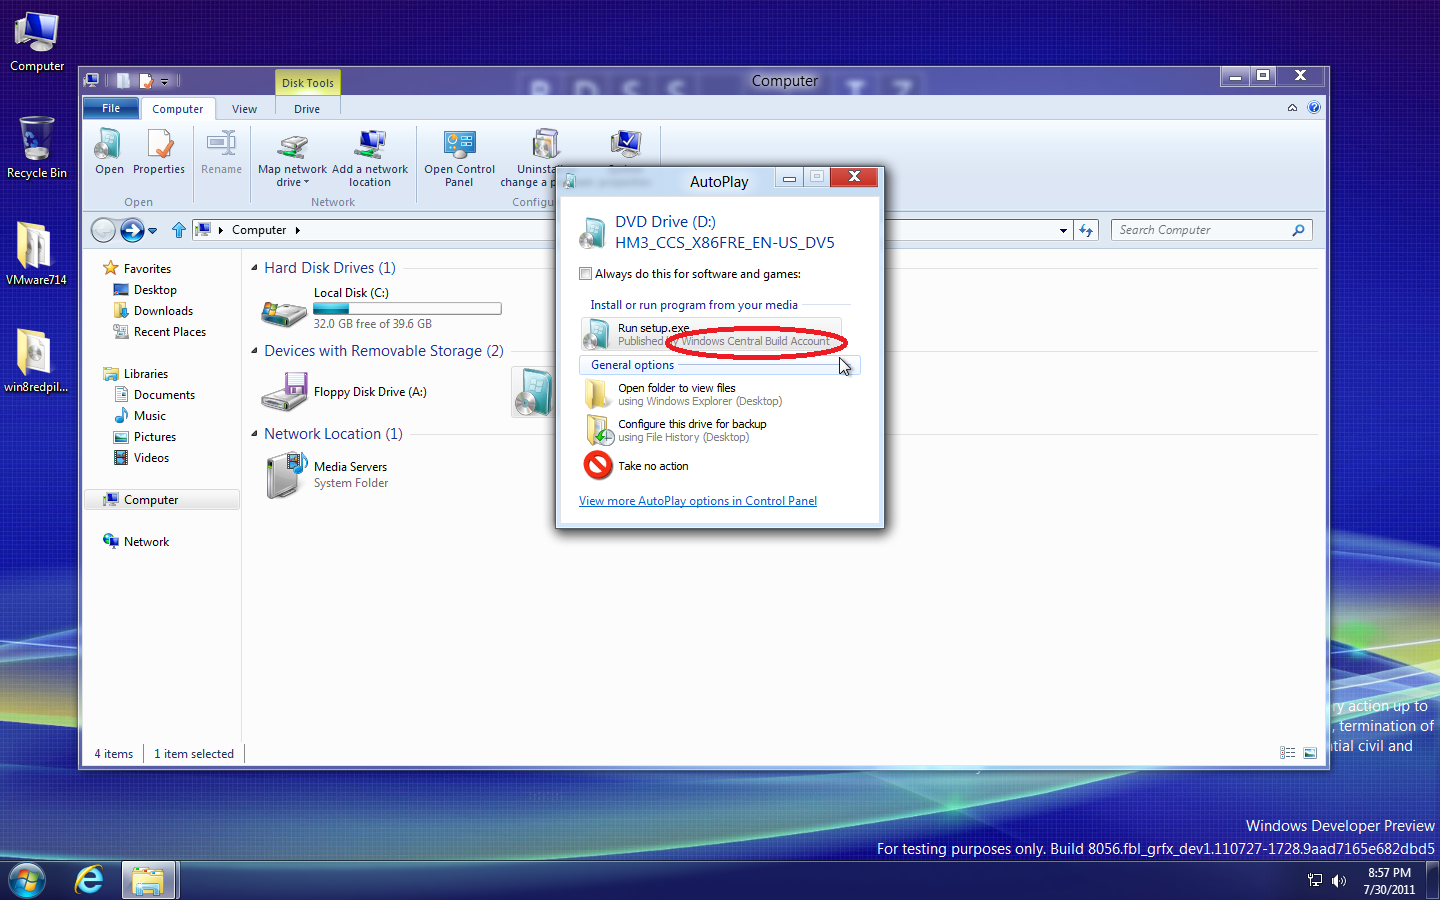 Computer
Recycle Bin
VMware714
win8redpil...
Disk Tools
Computer
File
Computer
View
Drive
Open
Properties
Rename
Map network drive
Add a network location
Open Control Panel
Open
Network
Computer
Search Computer
Favorites
Desktop
Downloads
Recent Places
Libraries
Documents
Music
Pictures
Videos
Computer
Network
Hard Disk Drives (1)
Local Disk (C:)
32.0 GB free of 39.6 GB
Devices with Removable Storage (2)
Floppy Disk Drive (A:)
Network Location (1)
Media Servers
System Folder
AutoPlay
DVD Drive (D:)
HM3_CCS_X86FRE_EN-US_DV5
Always do this for software and games:
Install or run program from your media
Run setup.exe
Published by Windows Central Build Account
General options
Open folder to view files
using Windows Explorer (Desktop)
Configure this drive for backup
using File History (Desktop)
Take no action
View more AutoPlay options in Control Panel
4 items
1 item selected
action up to
, termination of
civil and
Windows Developer Preview
For testing purposes only. Build 8056.fbl_grfx_dev1.110727-1728.9aad7165e682dbd5
8:57 PM
7/30/2011